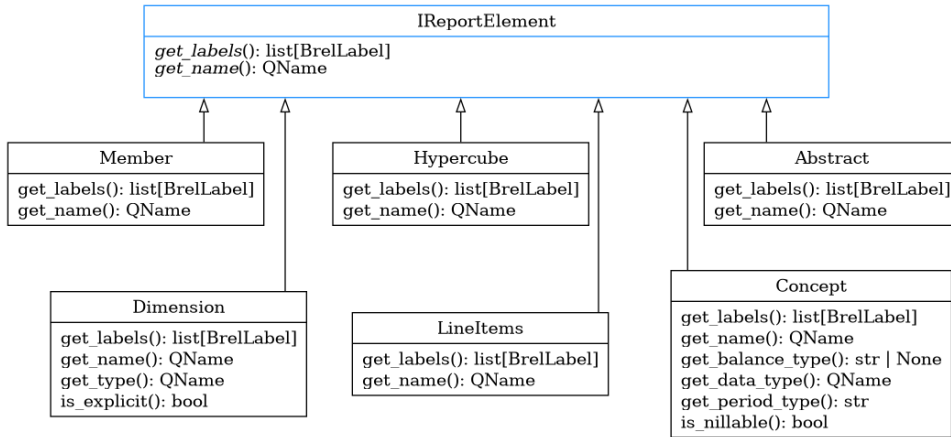 IReportElement
get_labels(): list[BrelLabel]
get_name(): QName
Member
get_labels(): list[BrelLabel]
get_name(): QName
Hypercube
get_labels(): list[BrelLabel]
get_name(): QName
Abstract
get_labels(): list[BrelLabel]
get_name(): QName
Dimension
get_labels(): list[BrelLabel]
get_name(): QName
get_type(): QName
is_explicit(): bool
LineItems
get_labels(): list[BrelLabel]
get_name(): QName
Concept
get_labels(): list[BrelLabel]
get_name(): QName
get_balance_type(): str | None
get_data_type(): QName
get_period_type(): str
is_nillable(): bool